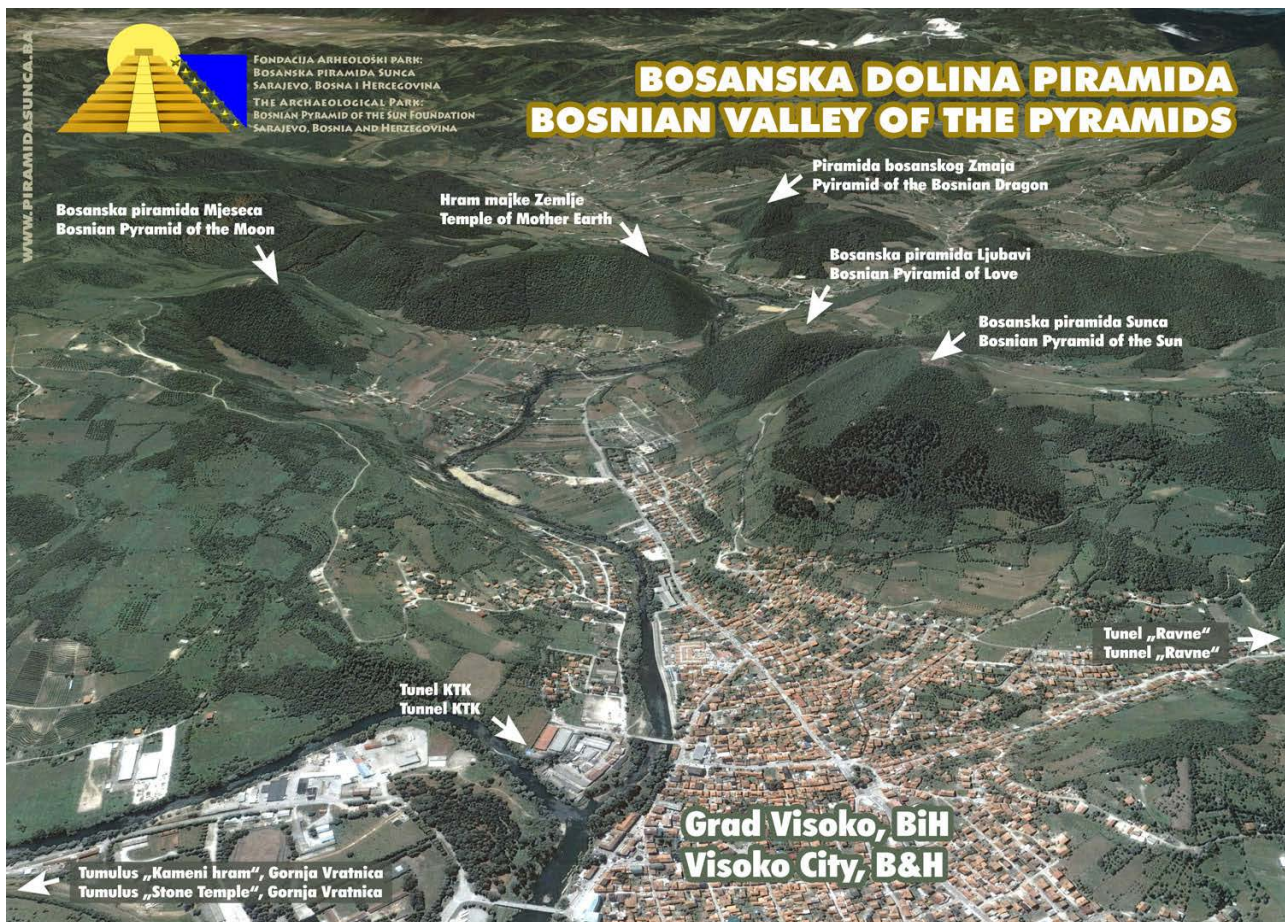 WWW.PIRAMIDASUNCA.BA
FONDACIJA ARHEOLOŠKI PARK:
BOSANSKA PIRAMIDA SUNCA
SARAJEVO, BOSNA I HERCEGOVINA
THE ARCHAEOLOGICAL PARK:
BOSNIAN PYRAMID OF THE SUN FOUNDATION
SARAJEVO, BOSNIA AND HERZEGOVINA
BOSANSKA DOLINA PIRAMIDA
BOSNIAN VALLEY OF THE PYRAMIDS
Piramida bosanskog Zmaja
Pyiramid of the Bosnian Dragon
Hram majke Zemlje
Temple of Mother Earth
Bosanska piramida Mjeseca
Bosnian Pyramid of the Moon
Bosanska piramida Ljubavi
Bosnian Pyiramid of Love
Bosanska piramida Sunca
Bosnian Pyramid of the Sun
Tunel „Ravne“
Tunnel „Ravne“
Tunel KTK
Tunnel KTK
Grad Visoko, BiH
Visoko City, B&H
Tumulus „Kameni hram“, Gornja Vratnica
Tumulus „Stone Temple“, Gornja Vratnica